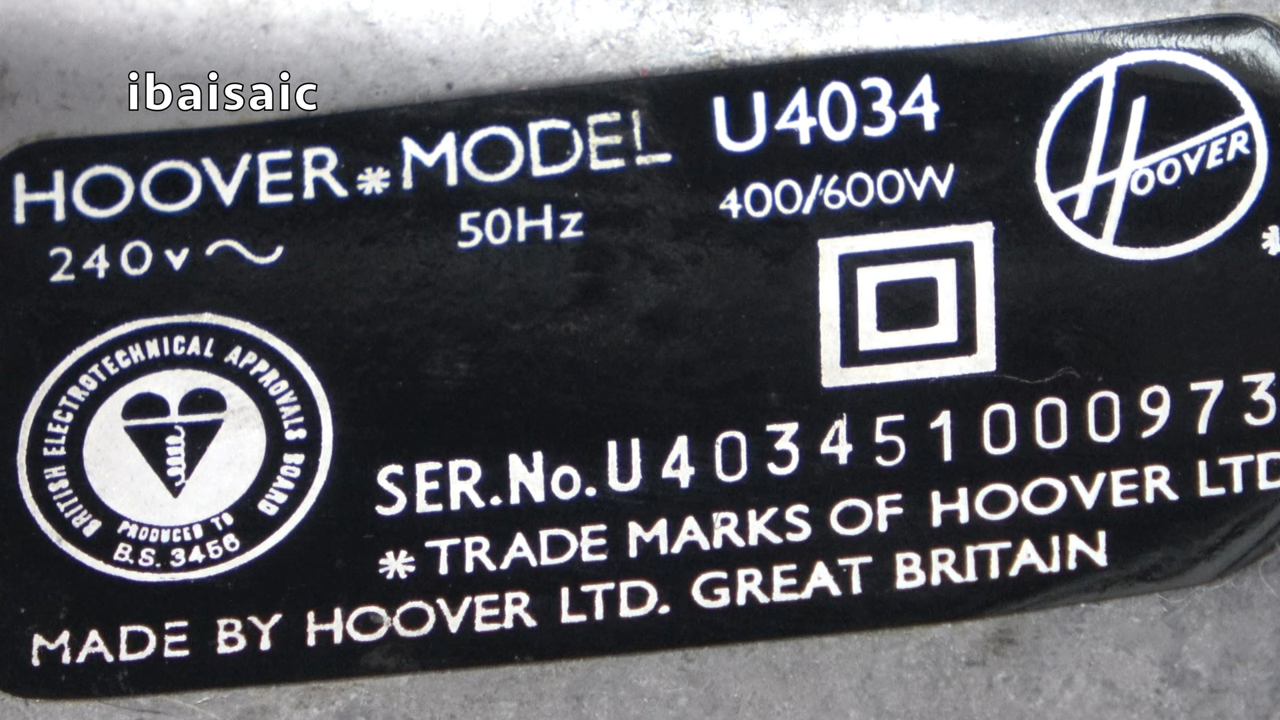 ibaisaic
HOOVER * MODEL U4034
240v ~ 50Hz 400/600W
HOOVER
*
BRITISH ELECTROTECHNICAL APPROVALS BOARD
PRODUCED TO
B.S. 3456
SER.No. U403451000973
* TRADE MARKS OF HOOVER LTD
MADE BY HOOVER LTD. GREAT BRITAIN